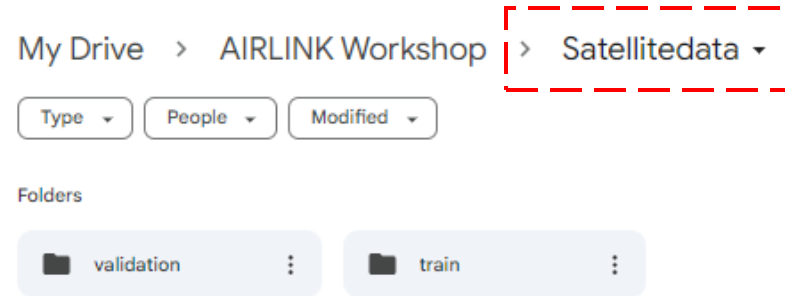 My Drive > AIRLINK Workshop > Satellitedata
Type People Modified
Folders
validation train